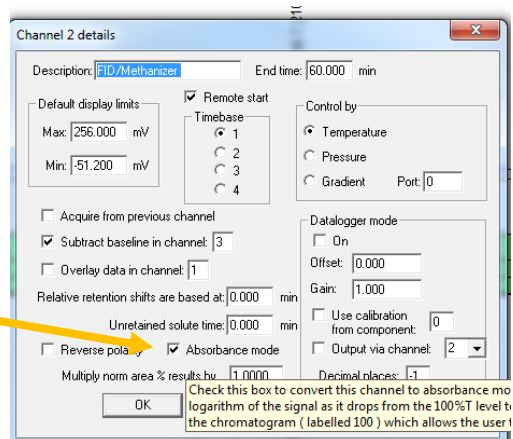 Channel 2 details
Description: FID/Methanizer End time: 60.000 min
Default display limits
Max: 256.000 mV
Min: -51.200 mV
Remote start
Timebase
1
2
3
4
Control by
Temperature
Pressure
Gradient Port: 0
Acquire from previous channel
Subtract baseline in channel: 3
Overlay data in channel: 1
Relative retention shifts are based at: 0.000 min
Unretained solute time: 0.000 min
Reverse polarity Absorbance mode
Multiply norm area % results by 1.0000
OK
Datalogger mode
On
Offset: 0.000
Gain: 1.000
Use calibration
from component: 0
Output via channel: 2
Decimal places: 1
Check this box to convert this channel to absorbance mo
logarithm of the signal as it drops from the 100%T level to
the chromatogram ( labelled 100 ) which allows the user t